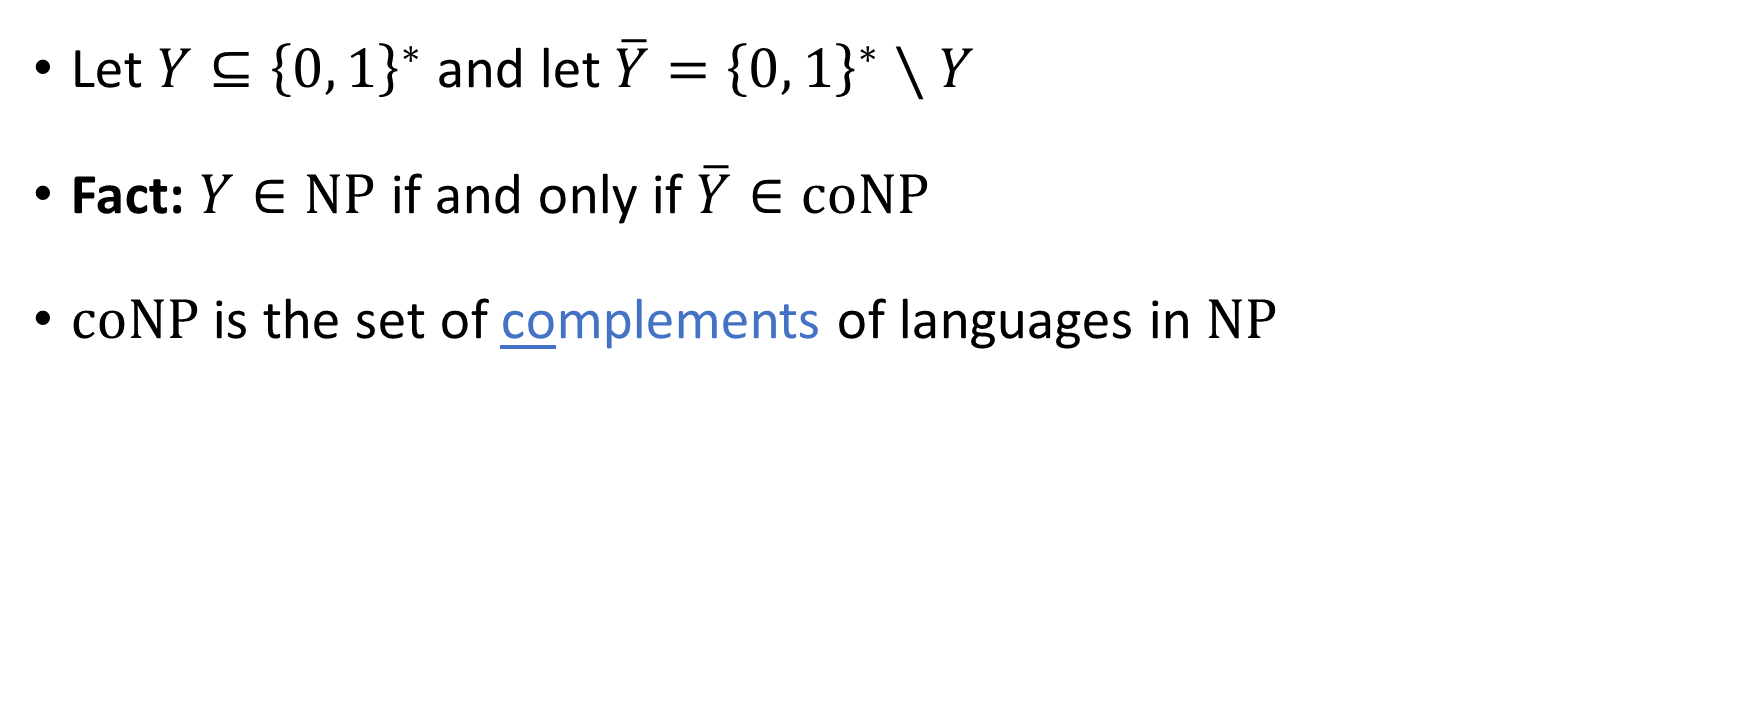 • Let Y ⊆ {0, 1}* and let Ȳ = {0, 1}* \ Y
• Fact: Y ∈ NP if and only if Ȳ ∈ coNP
• coNP is the set of complements of languages in NP